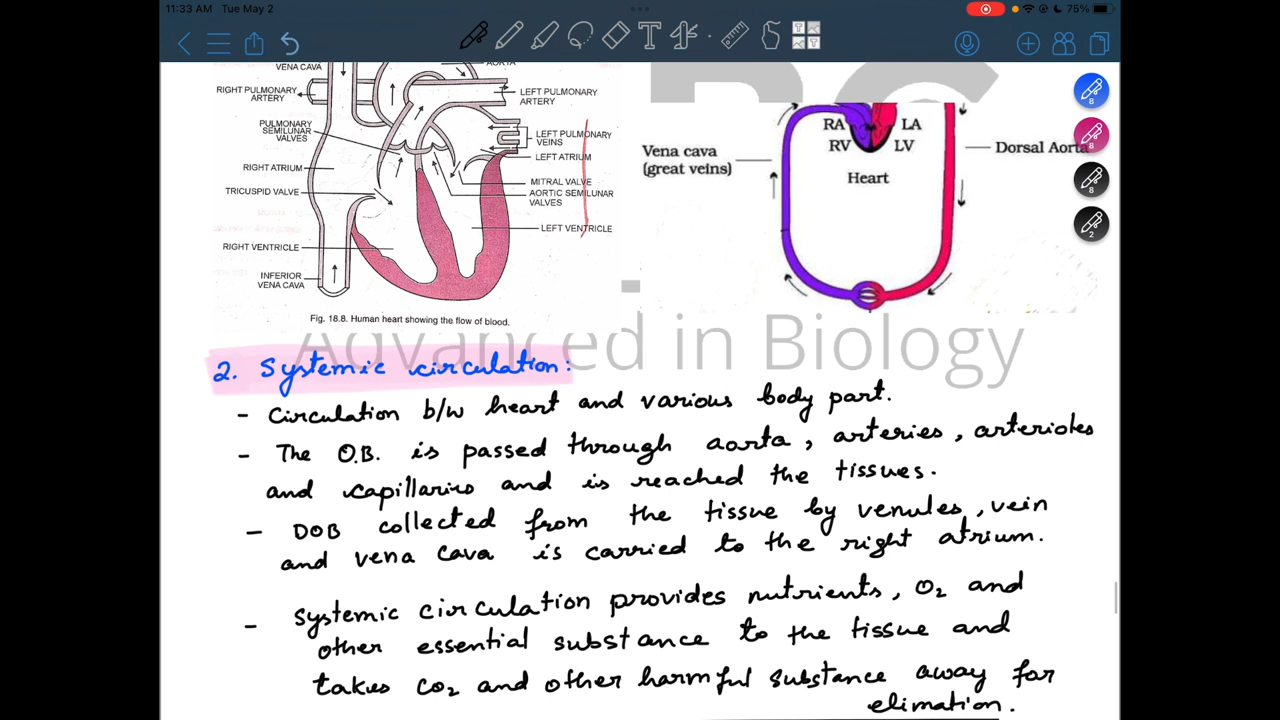 11:33 AM Tue May 2
75%
VENA CAVA
AORTA
RIGHT PULMONARY
ARTERY
LEFT PULMONARY
ARTERY
PULMONARY
SEMILUNAR
VALVES
LEFT PULMONARY
VEINS
LEFT ATRIUM
RIGHT ATRIUM
MITRAL VALVE
TRICUSPID VALVE
AORTIC SEMILUNAR
VALVES
LEFT VENTRICLE
RIGHT VENTRICLE
INFERIOR
VENA CAVA
Fig. 18.8. Human heart showing the flow of blood.
RA LA
RV LV
Vena cava
(great veins)
Dorsal Aorta
Heart
8
8
8
2
Advanced in Biology
2. Systemic circulation:
- Circulation b/w heart and various body part.
- The O.B. is passed through aorta, arteries, arterioles
and capillaries and is reached the tissues.
- DOB collected from the tissue by venules, vein
and vena cava is carried to the right atrium.
- Systemic circulation provides nutrients, O2 and
other essential substance to the tissue and
takes CO2 and other harmful substance away for
elimation.